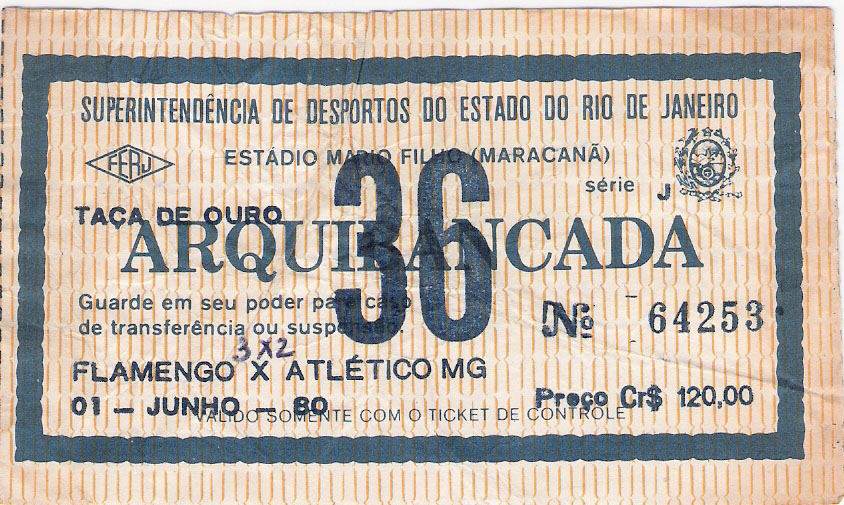 SUPERINTENDÊNCIA DE DESPORTOS DO ESTADO DO RIO DE JANEIRO
FERJ
ESTÁDIO MARIO FILHO (MARACANÃ)
série J
TAÇA DE OURO
36
ARQUIBANCADA
Guarde em seu poder para caso
de transferência ou suspensão.
Nº 64253
3X2
FLAMENGO X ATLÉTICO MG
01 - JUNHO - 80
Preço Cr$ 120,00
VÁLIDO SOMENTE COM O TICKET DE CONTROLE